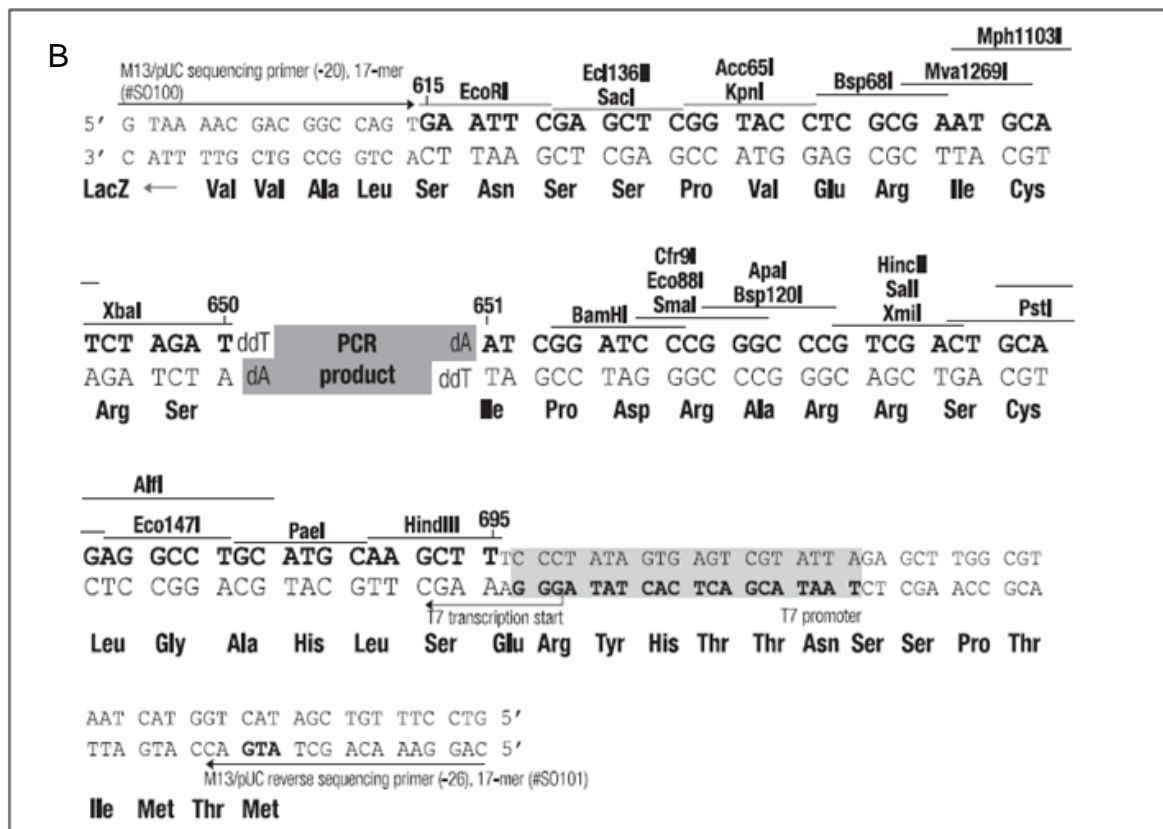 B
Mph1103I
M13/pUC sequencing primer (-20), 17-mer
(#SO100)
615
EcoRI
Ecl136II
SacI
Acc65I
KpnI
Bsp68I
Mva1269I
5′ G TAAA ACGACGGCCAGTGA ATT CGA GCT CGG TAC CTC GCG AAT GCA
3′ C ATT TTG CTG CCG GTC ACT TAA GCT CGA GCC ATG GAG CGC TTA CGT
LacZ ← Val Val Ala Leu Ser Asn Ser Ser Pro Val Glu Arg Ile Cys
Cfr9I
Eco88I
SmaI
ApaI
Bsp120I
HincII
SalI
XmiI
XbaI
650
651
BamHI
PstI
TCT AGA T ddT PCR dA AT CGG ATC CCG GGC CCG TCG ACT GCA
AGA TCT A dA product ddT TA GCC TAG GGC CCG GGC AGC TGA CGT
Arg Ser Ile Pro Asp Arg Ala Arg Arg Ser Cys
AlfI
Eco147I
PaeI
HindIII
695
GAG GCC TGC ATG CAA GCT TTC CCT ATA GTG AGT CGT ATT AGA GCT TGG CGT
CTC CGG ACG TAC GTT CGA AAG GGA TAT CAC TCA GCA TAA TCT CGA ACC GCA
T7 transcription start
T7 promoter
Leu Gly Ala His Leu Ser Glu Arg Tyr His Thr Thr Asn Ser Ser Pro Thr
AAT CAT GGT CAT AGC TGT TTC CTG 5′
TTA GTA CCA GTA TCG ACA AAG GAC 5′
M13/pUC reverse sequencing primer (-26), 17-mer (#SO101)
Ile Met Thr Met